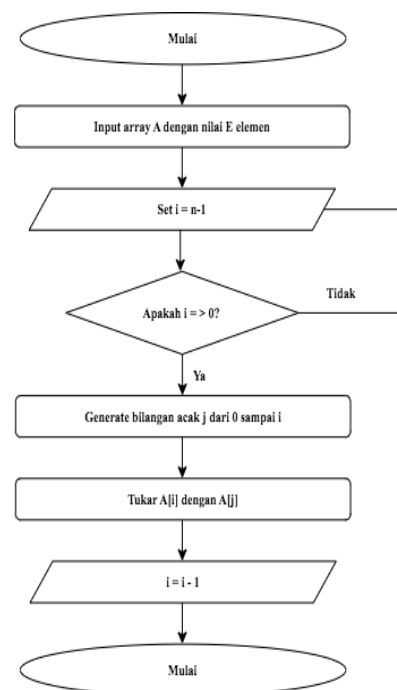 Mulai
Input array A dengan nilai E elemen
Set i = n-1
Apakah i = > 0?
Tidak
Ya
Generate bilangan acak j dari 0 sampai i
Tukar A[i] dengan A[j]
i = i - 1
Mulai